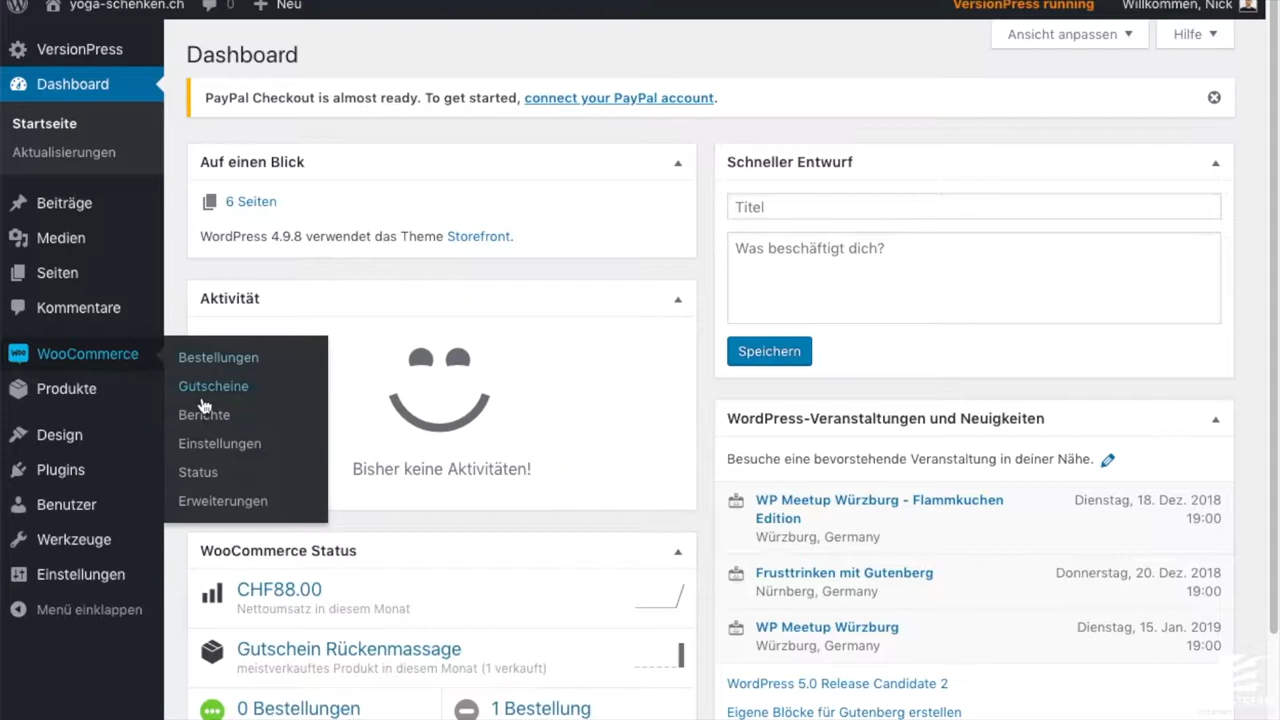 yoga-schenken.ch 0 Neu VersionPress running Willkommen, Nick
VersionPress
Dashboard
Startseite
Aktualisierungen
Beiträge
Medien
Seiten
Kommentare
WooCommerce
Produkte
Design
Plugins
Benutzer
Werkzeuge
Einstellungen
Menü einklappen
Bestellungen
Gutscheine
Berichte
Einstellungen
Status
Erweiterungen
Ansicht anpassen Hilfe
Dashboard
PayPal Checkout is almost ready. To get started, connect your PayPal account.
Auf einen Blick
6 Seiten
WordPress 4.9.8 verwendet das Theme Storefront.
Aktivität
Bisher keine Aktivitäten!
WooCommerce Status
CHF88.00
Nettoumsatz in diesem Monat
Gutschein Rückenmassage
meistverkauftes Produkt in diesem Monat (1 verkauft)
0 Bestellungen 1 Bestellung
Schneller Entwurf
Titel
Was beschäftigt dich?
Speichern
WordPress-Veranstaltungen und Neuigkeiten
Besuche eine bevorstehende Veranstaltung in deiner Nähe.
WP Meetup Würzburg - Flammkuchen Dienstag, 18. Dez. 2018
Edition 19:00
Würzburg, Germany
Frusttrinken mit Gutenberg Donnerstag, 20. Dez. 2018
Nürnberg, Germany 19:00
WP Meetup Würzburg Dienstag, 15. Jan. 2019
Würzburg, Germany 19:00
WordPress 5.0 Release Candidate 2
Eigene Blöcke für Gutenberg erstellen